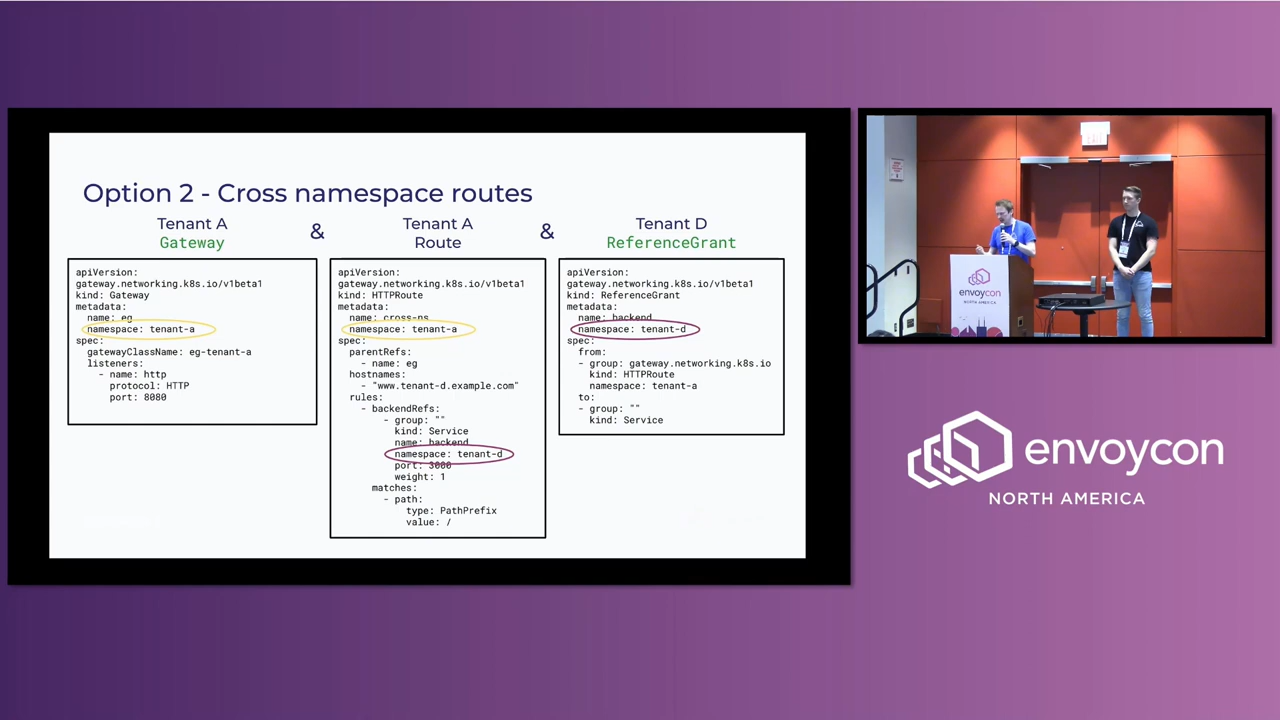 Option 2 - Cross namespace routes
Tenant A
Gateway
&
Tenant A
Route
&
Tenant D
ReferenceGrant
apiVersion:
gateway.networking.k8s.io/v1beta1
kind: Gateway
metadata:
name: eg
namespace: tenant-a
spec:
gatewayClassName: eg-tenant-a
listeners:
- name: http
protocol: HTTP
port: 8080
apiVersion:
gateway.networking.k8s.io/v1beta1
kind: HTTPRoute
metadata:
name: cross-ns
namespace: tenant-a
spec:
parentRefs:
- name: eg
hostnames:
- "www.tenant-d.example.com"
rules:
- backendRefs:
- group: ""
kind: Service
name: backend
namespace: tenant-d
port: 3000
weight: 1
matches:
- path:
type: PathPrefix
value: /
apiVersion:
gateway.networking.k8s.io/v1beta1
kind: ReferenceGrant
metadata:
name: backend
namespace: tenant-d
spec:
from:
- group: gateway.networking.k8s.io
kind: HTTPRoute
namespace: tenant-a
to:
- group: ""
kind: Service
envoycon
NORTH AMERICA
envoycon
NORTH AMERICA